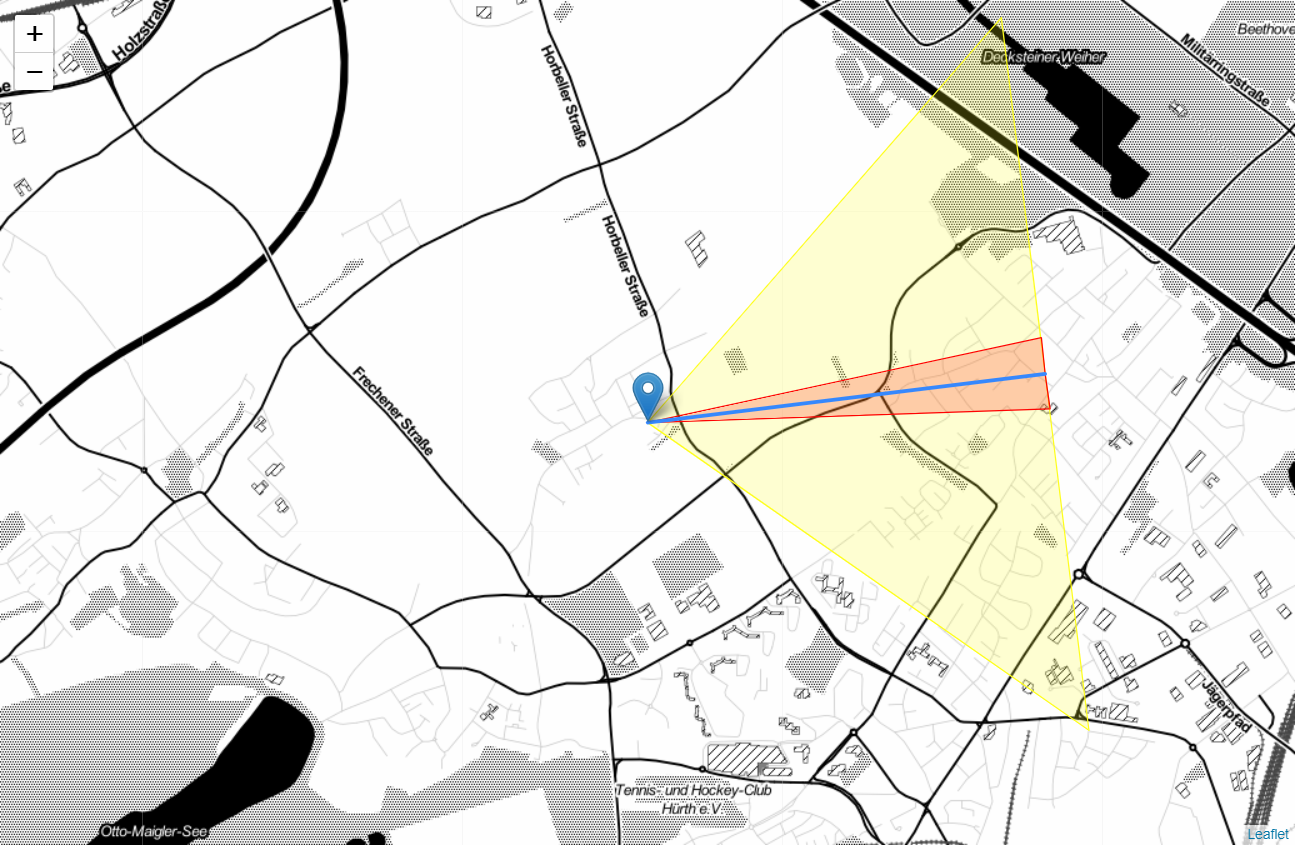 +
−
Holzstraße
ße
Horbeller Straße
Beethove
Decksteiner Weiher
Militärringstraße
Horbeller Straße
Frechener Straße
Jägerpfad
Tennis- und Hockey-Club
Hürth e.V.
Otto-Maigler-See
Leaflet